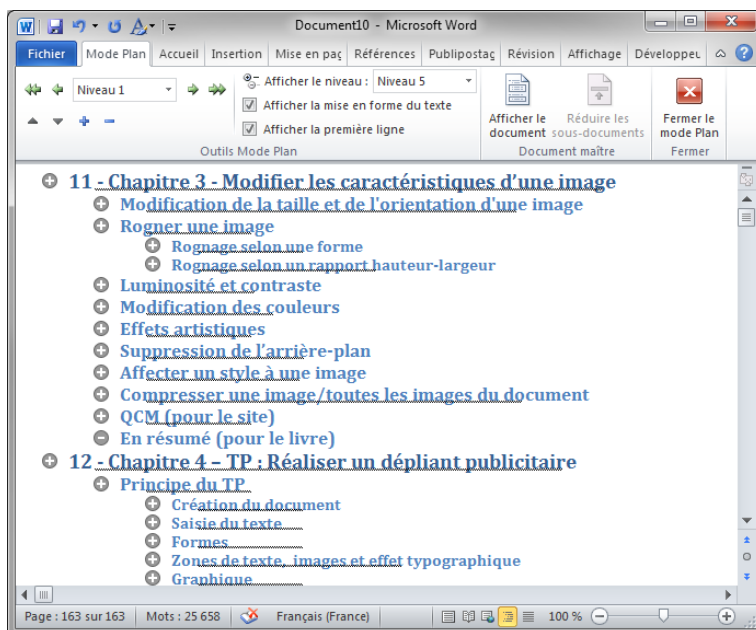 Document10 - Microsoft Word
Fichier Mode Plan Accueil Insertion Mise en pag Références Publipostag Révision Affichage Développeu
Niveau 1
Afficher le niveau : Niveau 5
Afficher la mise en forme du texte
Afficher la première ligne
Afficher le document
Réduire les sous-documents
Fermer le mode Plan
Outils Mode Plan
Document maître
Fermer
11 - Chapitre 3 - Modifier les caractéristiques d’une image
Modification de la taille et de l'orientation d'une image
Rogner une image
Rognage selon une forme
Rognage selon un rapport hauteur-largeur
Luminosité et contraste
Modification des couleurs
Effets artistiques
Suppression de l’arrière-plan
Affecter un style à une image
Compresser une image/toutes les images du document
QCM (pour le site)
En résumé (pour le livre)
12 - Chapitre 4 – TP : Réaliser un dépliant publicitaire
Principe du TP
Création du document
Saisie du texte
Formes
Zones de texte, images et effet typographique
Graphique
Page : 163 sur 163 Mots : 25 658 Français (France) 100 %